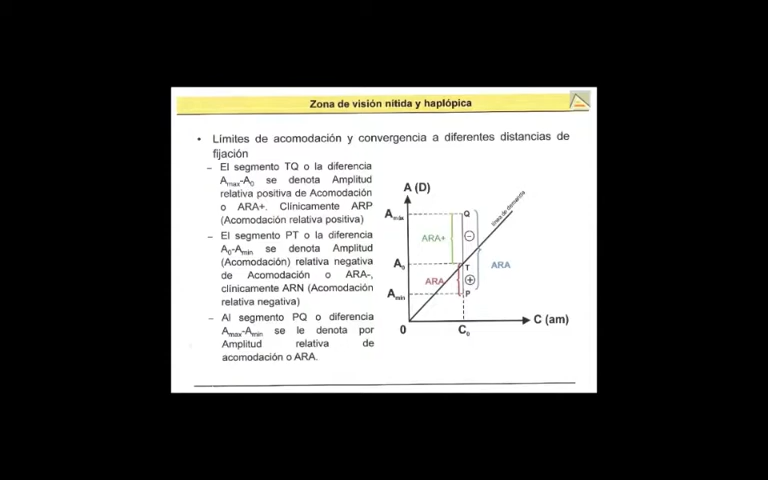 Zona de visión nítida y haplópica
• Límites de acomodación y convergencia a diferentes distancias de
fijación
– El segmento TQ o la diferencia
Amax-A0 se denota Amplitud
relativa positiva de Acomodación
o ARA+. Clínicamente ARP
(Acomodación relativa positiva)
– El segmento PT o la diferencia
A0-Amin se denota Amplitud
(Acomodación) relativa negativa
de Acomodación o ARA-,
clínicamente ARN (Acomodación
relativa negativa)
– Al segmento PQ o diferencia
Amax-Amin se le denota por
Amplitud relativa de
acomodación o ARA.
A (D)
línea de demanda
Amáx
Q
ARA+
−
A0
T
ARA
ARA-
+
Amin
P
0
C0
C (am)